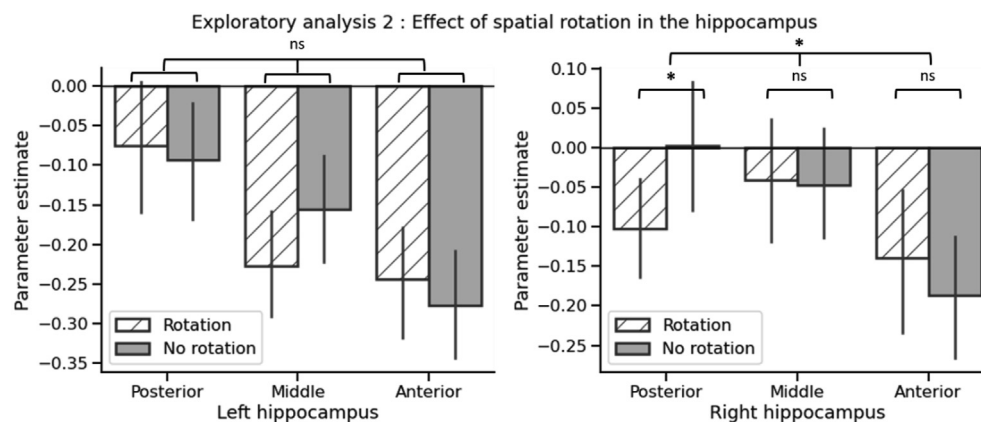 Exploratory analysis 2 : Effect of spatial rotation in the hippocampus
ns
0.00
−0.05
−0.10
−0.15
−0.20
−0.25
−0.30
−0.35
Parameter estimate
Rotation
No rotation
Posterior Middle Anterior
Left hippocampus
*
* ns ns
0.10
0.05
0.00
−0.05
−0.10
−0.15
−0.20
−0.25
Parameter estimate
Rotation
No rotation
Posterior Middle Anterior
Right hippocampus